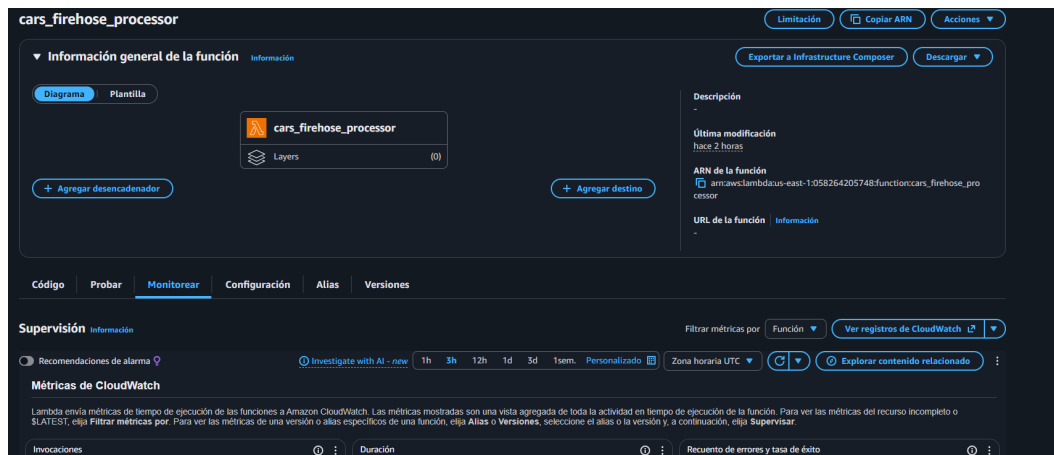 cars_firehose_processor
Limitación
Copiar ARN
Acciones
Información general de la función Información
Exportar a Infrastructure Composer
Descargar
Diagrama
Plantilla
cars_firehose_processor
Layers (0)
+ Agregar desencadenador
+ Agregar destino
Descripción
-
Última modificación
hace 2 horas
ARN de la función
arn:aws:lambda:us-east-1:058264205748:function:cars_firehose_pro
cessor
URL de la función Información
-
Código
Probar
Monitorear
Configuración
Alias
Versiones
Supervisión Información
Filtrar métricas por
Función
Ver registros de CloudWatch
Recomendaciones de alarma
Investigate with AI - new
1h 3h 12h 1d 3d 1sem. Personalizado
Zona horaria UTC
Explorar contenido relacionado
Métricas de CloudWatch
Lambda envía métricas de tiempo de ejecución de las funciones a Amazon CloudWatch. Las métricas mostradas son una vista agregada de toda la actividad en tiempo de ejecución de la función. Para ver las métricas del recurso incompleto o
$LATEST, elija Filtrar métricas por. Para ver las métricas de una versión o alias específicos de una función, elija Alias o Versiones, seleccione el alias o la versión y, a continuación, elija Supervisar.
Invocaciones
Duración
Recuento de errores y tasa de éxito